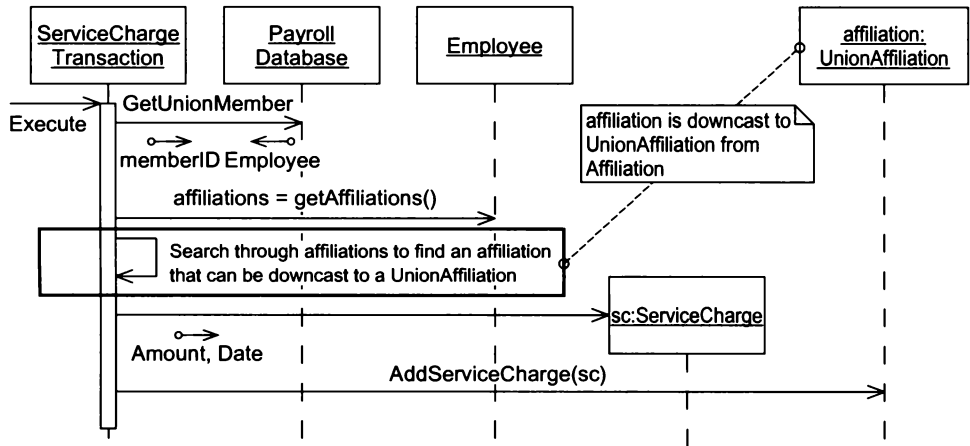 ServiceCharge
Transaction
Payroll
Database
Employee
affiliation:
UnionAffiliation
Execute
GetUnionMember
memberID Employee
affiliation is downcast to
UnionAffiliation from
Affiliation
affiliations = getAffiliations()
Search through affiliations to find an affiliation
that can be downcast to a UnionAffiliation
sc:ServiceCharge
Amount, Date
AddServiceCharge(sc)